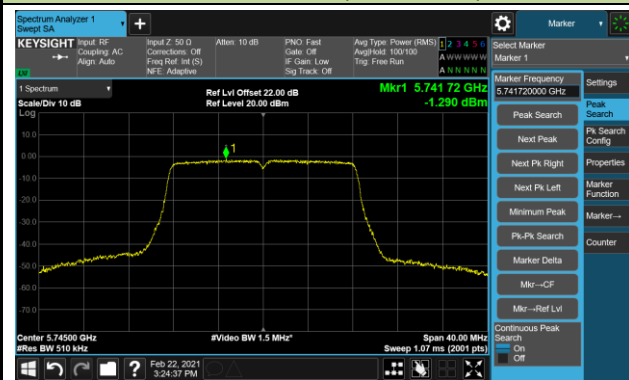 Spectrum Analyzer 1
Swept SA
Marker
KEYSIGHT
Input: RF
Coupling: AC
Align: Auto
Input Z: 50 Ω
Corrections: Off
Freq Ref: Int (S)
NFE: Adaptive
Atten: 10 dB
PNO: Fast
Gate: Off
IF Gain: Low
Sig Track: Off
Avg Type: Power (RMS)
Avg|Hold: 100/100
Trig: Free Run
1 2 3 4 5 6
A W W W W W
A N N N N N
Select Marker
Marker 1
1 Spectrum
Scale/Div 10 dB
Log
Ref Lvl Offset 22.00 dB
Ref Level 20.00 dBm
Mkr1 5.741 72 GHz
-1.290 dBm
Marker Frequency
5.741720000 GHz
Peak Search
Next Peak
Next Pk Right
Next Pk Left
Minimum Peak
Pk-Pk Search
Marker Delta
Mkr→CF
Mkr→Ref Lvl
Continuous Peak
Search
On
Off
Settings
Peak
Search
Pk Search
Config
Properties
Marker
Function
Marker→
Counter
10.0
0.00
-10.0
-20.0
-30.0
-40.0
-50.0
-60.0
-70.0
1
Center 5.74500 GHz
#Res BW 510 kHz
#Video BW 1.5 MHz*
Span 40.00 MHz
Sweep 1.07 ms (2001 pts)
Feb 22, 2021
3:24:37 PM